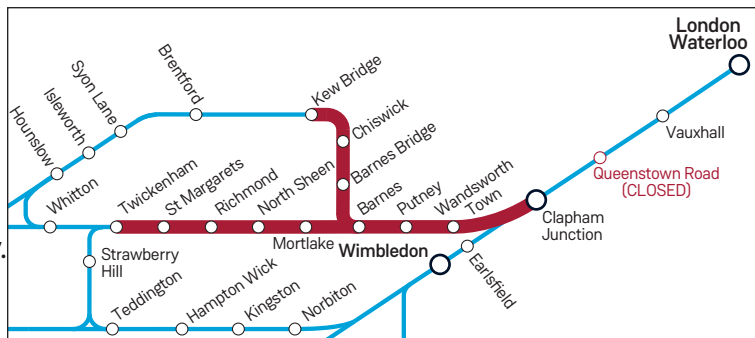 London
Waterloo
Vauxhall
Queenstown Road
(CLOSED)
Clapham
Junction
Kew Bridge
Brentford
Syon Lane
Isleworth
Hounslow
Chiswick
Barnes Bridge
Whitton
Twickenham
St Margarets
Richmond
North Sheen
Mortlake
Barnes
Putney
Wandsworth
Town
Wimbledon
Earlsfield
Strawberry
Hill
Teddington
Hampton Wick
Kingston
Norbiton